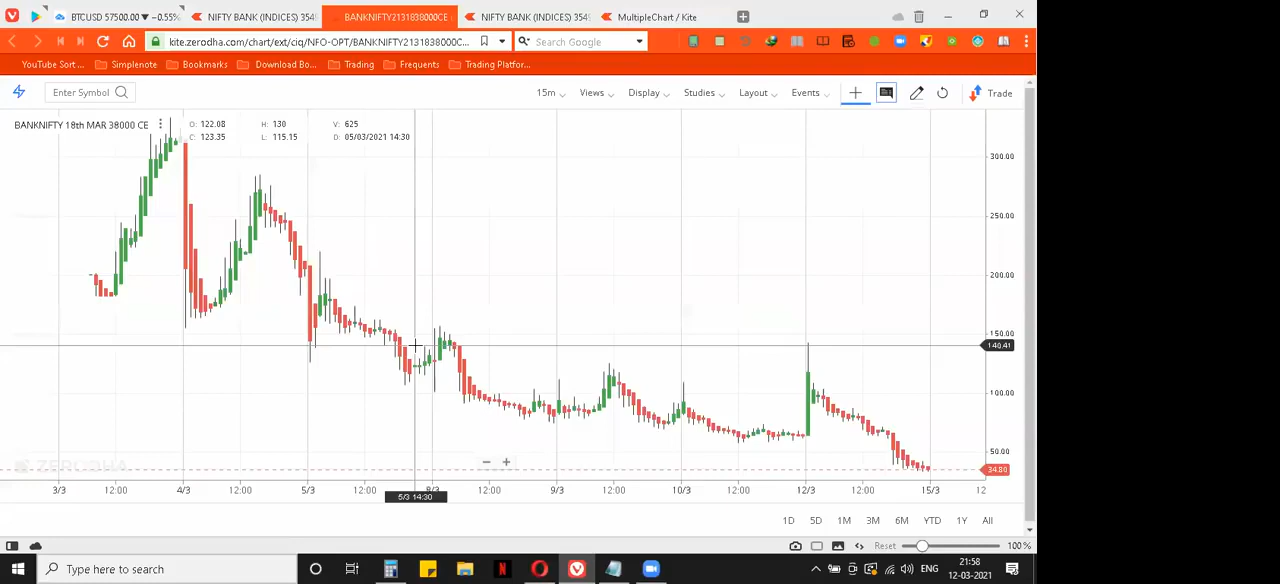 BTCUSD 57500.00 ▾ −0.55%
NIFTY BANK (INDICES) 354
BANKNIFTY2131838000CE
NIFTY BANK (INDICES) 354
MultipleChart / Kite
kite.zerodha.com/chart/ext/ciq/NFO-OPT/BANKNIFTY2131838000C...
Search Google
YouTube Sort ...
Simplenote
Bookmarks
Download Bo...
Trading
Frequents
Trading Platfor...
Enter Symbol
15m
Views
Display
Studies
Layout
Events
Trade
BANKNIFTY 18th MAR 38000 CE
O: 122.08 H: 130 V: 625
C: 123.35 L: 115.15 D: 05/03/2021 14:30
300.00
250.00
200.00
150.00
140.41
100.00
50.00
34.80
ZERODHA
3/3 12:00 4/3 12:00 5/3 12:00 8/3 12:00 9/3 12:00 10/3 12:00 12/3 12:00 15/3 12
5/3 14:30
1D 5D 1M 3M 6M YTD 1Y All
Reset
100 %
Type here to search
ENG
21:58
12-03-2021